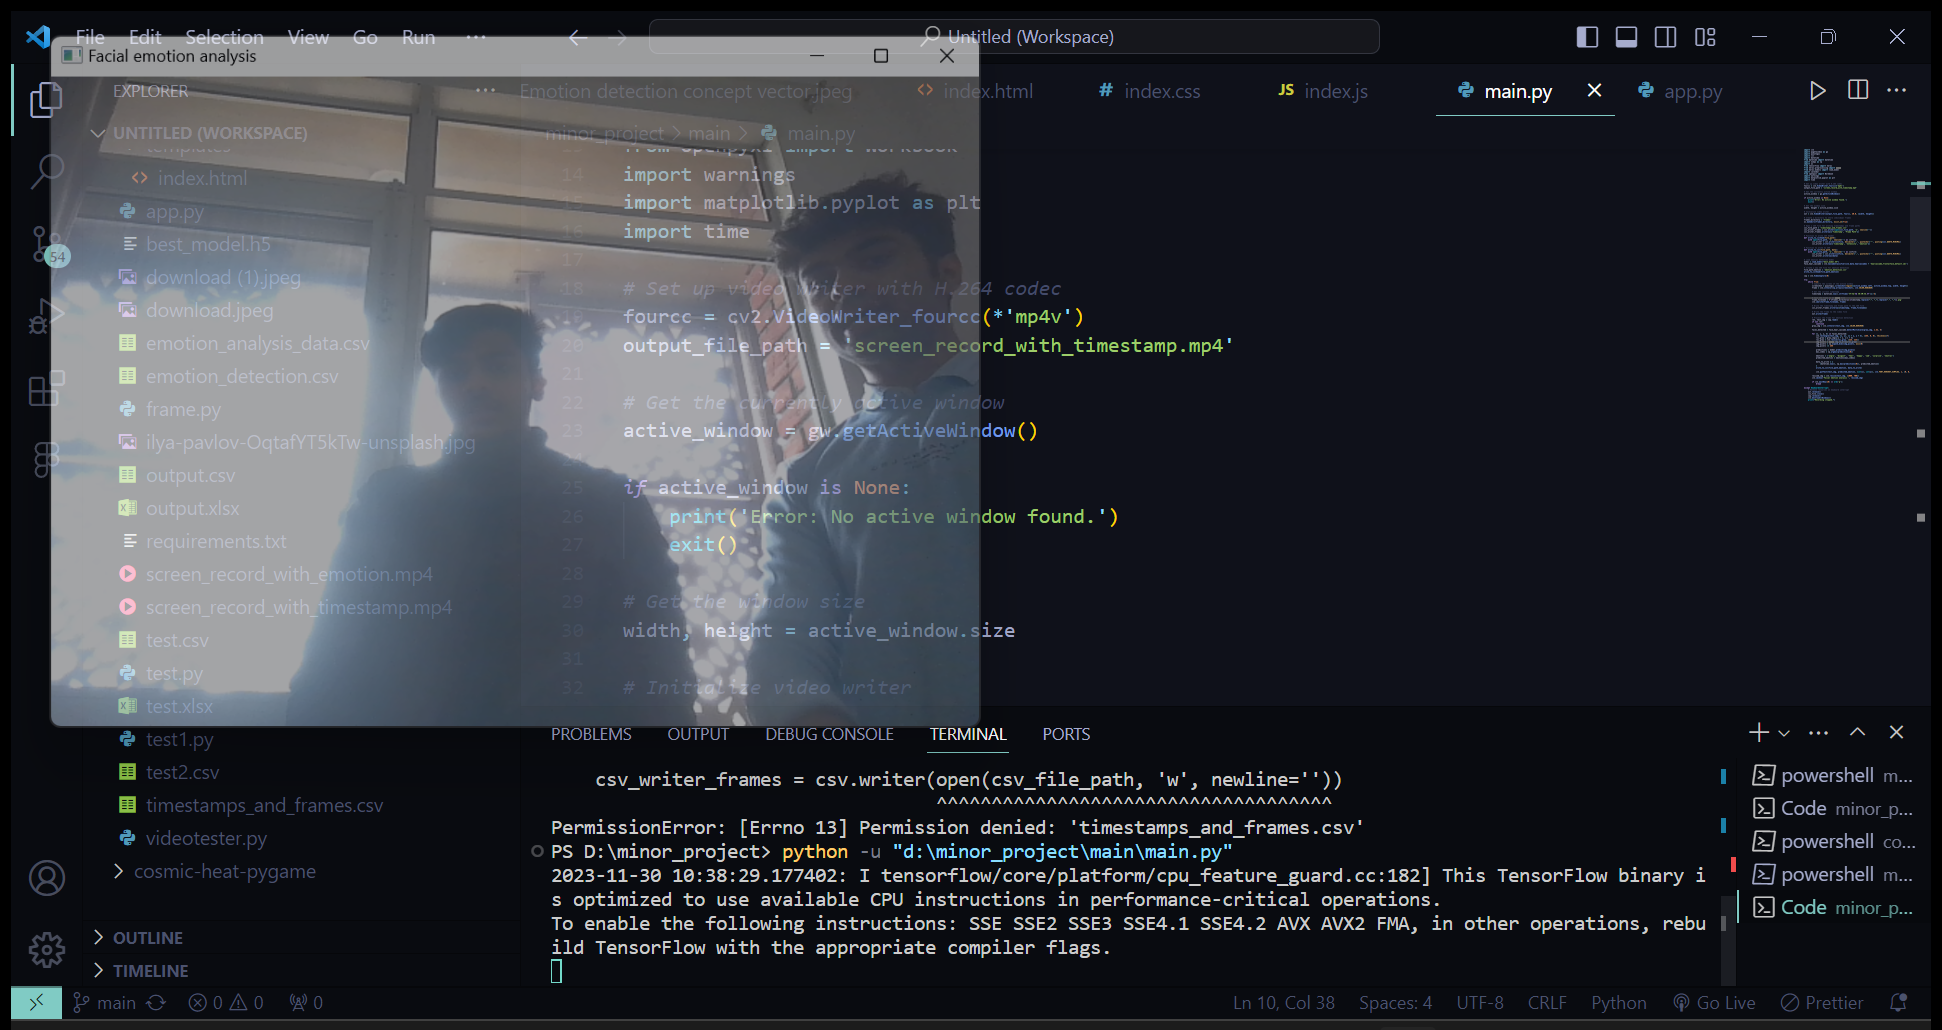 File Edit Selection View Go Run ...
Untitled (Workspace)
Facial emotion analysis
EXPLORER
Emotion detection concept vector.jpeg
index.html
index.css
index.js
main.py
app.py
UNTITLED (WORKSPACE)
templates
index.html
app.py
best_model.h5
download (1).jpeg
download.jpeg
emotion_analysis_data.csv
emotion_detection.csv
frame.py
ilya-pavlov-OqtafYT5kTw-unsplash.jpg
output.csv
output.xlsx
requirements.txt
screen_record_with_emotion.mp4
screen_record_with_timestamp.mp4
test.csv
test.py
test.xlsx
test1.py
test2.csv
timestamps_and_frames.csv
videotester.py
cosmic-heat-pygame
OUTLINE
TIMELINE
54
minor_project > main > main.py
from openpyxl import Workbook
14 import warnings
import matplotlib.pyplot as plt
16 import time
17
18 # Set up video writer with H.264 codec
fourcc = cv2.VideoWriter_fourcc(*'mp4v')
20 output_file_path = 'screen_record_with_timestamp.mp4'
21
22 # Get the currently active window
23 active_window = gw.getActiveWindow()
25 if active_window is None:
26 print('Error: No active window found.')
27 exit()
28
29 # Get the window size
30 width, height = active_window.size
31
32 # Initialize video writer
PROBLEMS OUTPUT DEBUG CONSOLE TERMINAL PORTS
csv_writer_frames = csv.writer(open(csv_file_path, 'w', newline=''))
^^^^^^^^^^^^^^^^^^^^^^^^^^^^^^^^^^^^
PermissionError: [Errno 13] Permission denied: 'timestamps_and_frames.csv'
PS D:\minor_project> python -u "d:\minor_project\main\main.py"
2023-11-30 10:38:29.177402: I tensorflow/core/platform/cpu_feature_guard.cc:182] This TensorFlow binary i
s optimized to use available CPU instructions in performance-critical operations.
To enable the following instructions: SSE SSE2 SSE3 SSE4.1 SSE4.2 AVX AVX2 FMA, in other operations, rebu
ild TensorFlow with the appropriate compiler flags.
powershell m...
Code minor_p...
powershell co...
powershell m...
Code minor_p...
main 0 0 0
Ln 10, Col 38 Spaces: 4 UTF-8 CRLF Python Go Live Prettier